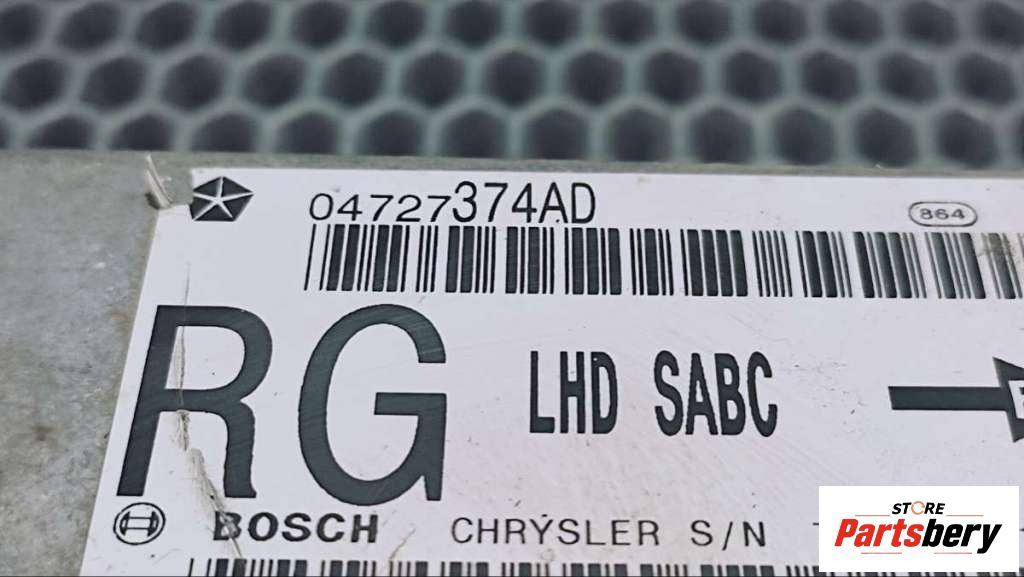 04727374AD
864
RG
LHD SABC
BOSCH CHRYSLER S/N
STORE
Partsbery